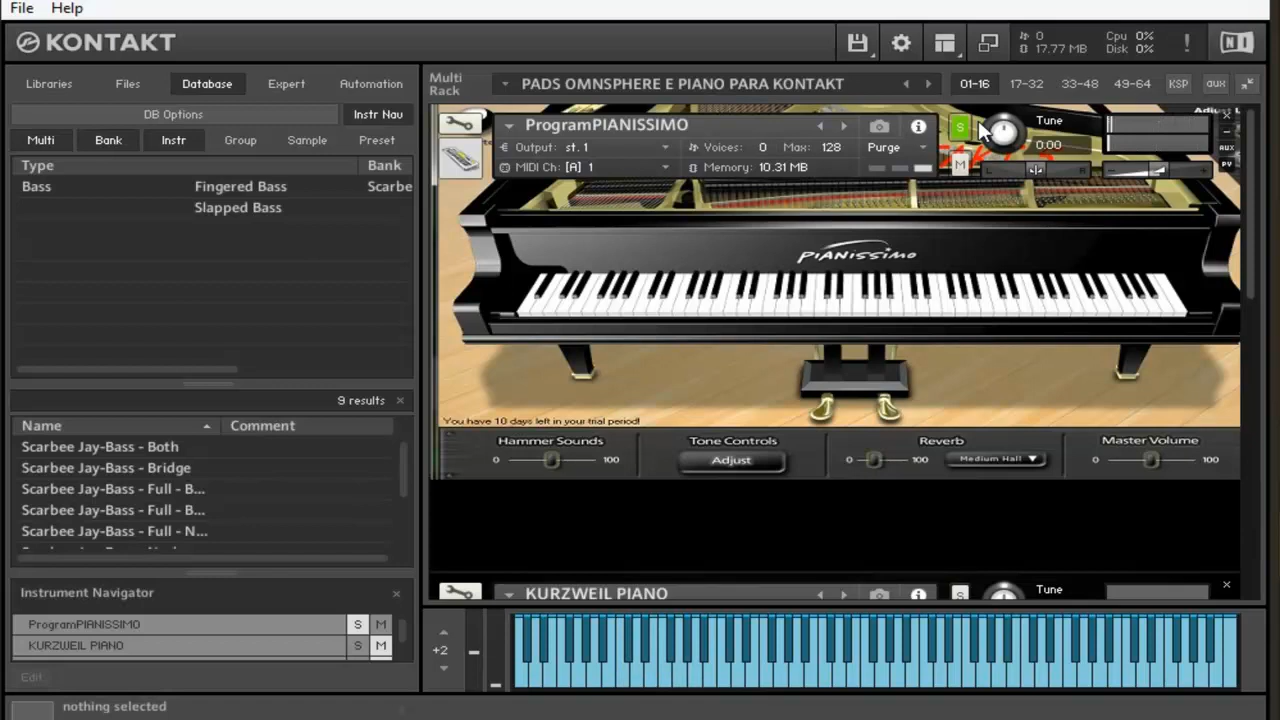 File Help
KONTAKT
0
17.77 MB
Cpu 0%
Disk 0%
!
NI
Libraries Files Database Expert Automation
Multi
Rack
PADS OMNSPHERE E PIANO PARA KONTAKT
01-16 17-32 33-48 49-64 KSP aux
DB Options Instr Nav
Multi Bank Instr Group Sample Preset
Type Bank
Bass Fingered Bass Scarbe
Slapped Bass
ProgramPIANISSIMO
S
Tune
Output: st.1 Voices: 0 Max: 128 Purge
0.00
MIDI Ch: [A] 1 Memory: 10.31 MB
M
L R
AUX
PV
PIANISSIMO
You have 10 days left in your trial period!
Hammer Sounds Tone Controls Reverb Master Volume
0 100 Adjust 0 100 Medium Hall 0 100
9 results
Name Comment
Scarbee Jay-Bass - Both
Scarbee Jay-Bass - Bridge
Scarbee Jay-Bass - Full - B...
Scarbee Jay-Bass - Full - B...
Scarbee Jay-Bass - Full - N...
Instrument Navigator
ProgramPIANISSIMO S M
KURZWEIL PIANO S M
Edit
KURZWEIL PIANO
S
Tune
+2
nothing selected